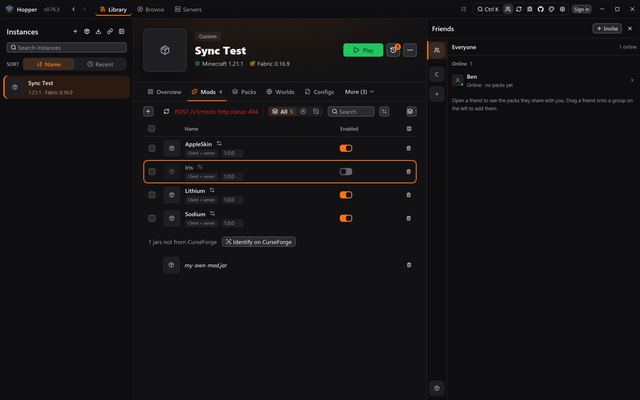 Hopper v0.76.3 Library Browse Servers Ctrl K Sign in
Instances
Search instances
SORT Name Recent
Sync Test
1.21.1 · Fabric 0.16.9
Custom
Sync Test
Minecraft 1.21.1 Fabric 0.16.9
Play
Overview Mods 4 Packs Worlds Configs More (3)
POST /v1/mods: http status: 404 All 5 Search
Name Enabled
AppleSkin
Client + server 1.0.0
Iris
Client + server 1.0.0
Lithium
Client + server 1.0.0
Sodium
Client + server 1.0.0
1 jars not from CurseForge Identify on CurseForge
my-own-mod.jar
Friends
Invite
C
Everyone 1 online
Online 1
Ben
Online · no packs yet
Open a friend to see the packs they share with you. Drag a friend onto a group on
the left to add them.